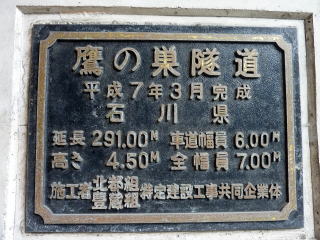 鷹の巣隧道
平成7年3月完成
石川県
延長 291.00M 車道幅員 6.00M
高さ 4.50M 全幅員 7.00M
施工者 北都組 豊蔵組 特定建設工事共同企業体